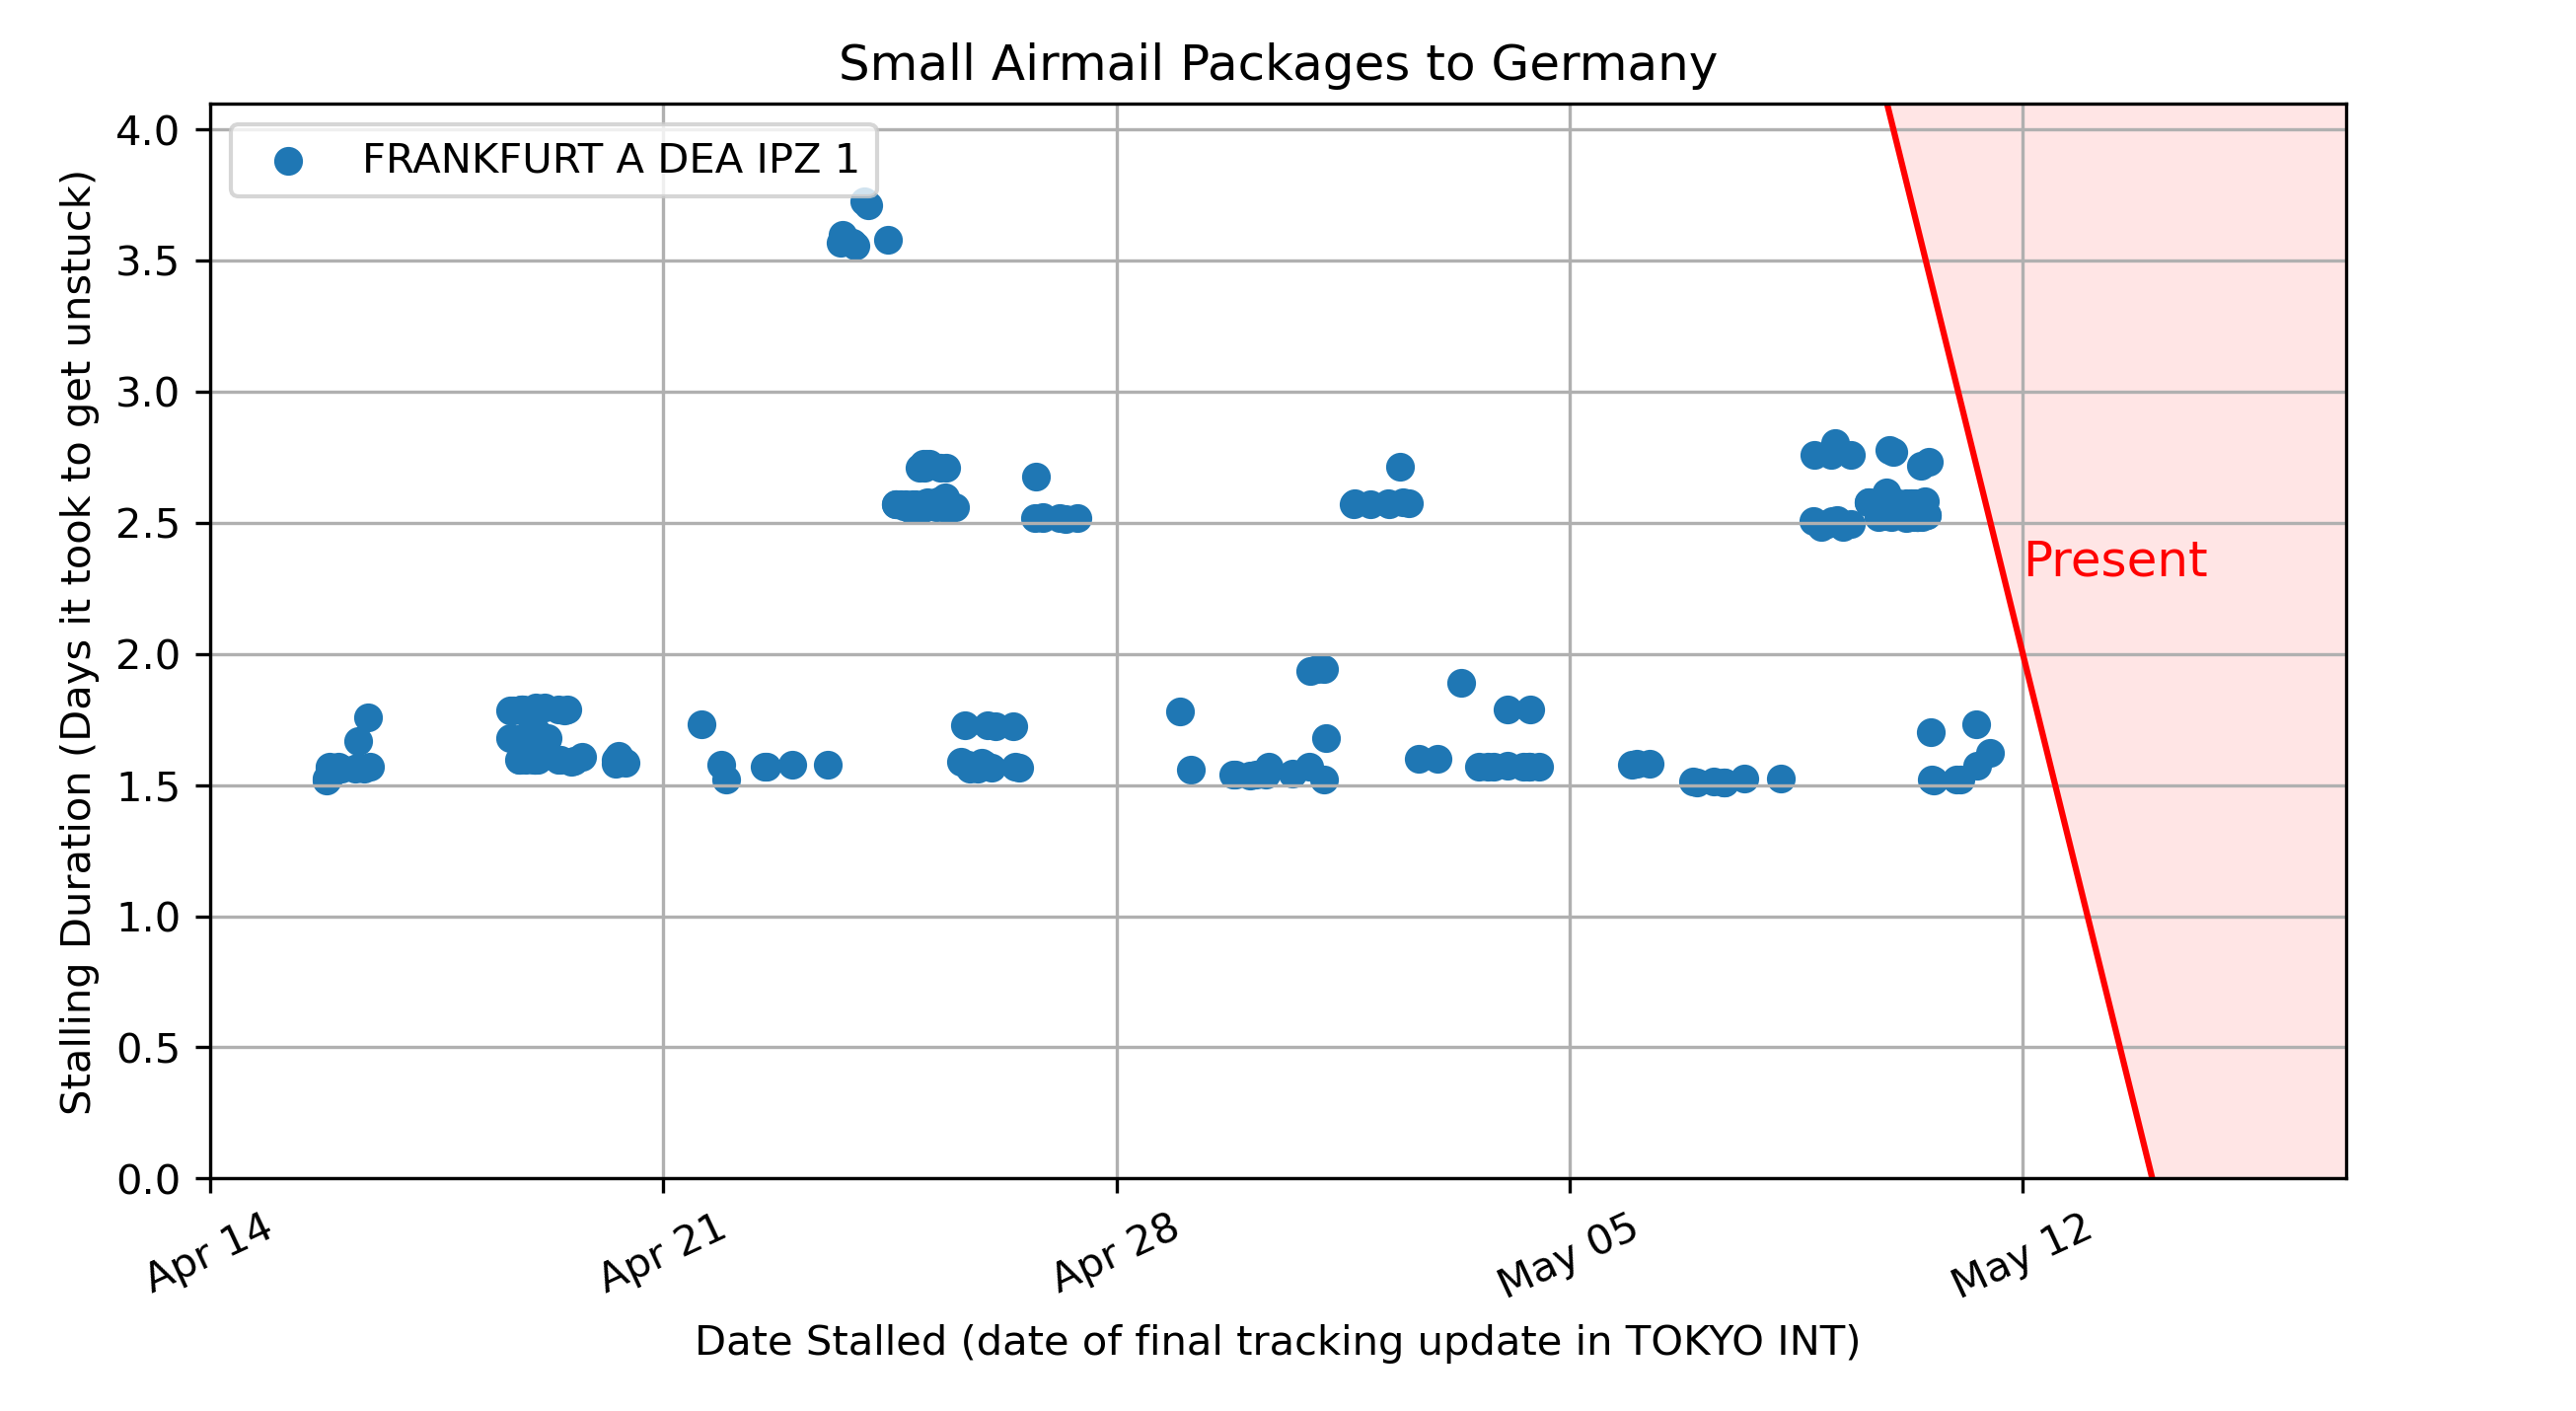 Small Airmail Packages to Germany
FRANKFURT A DEA IPZ 1
Stalling Duration (Days it took to get unstuck)
4.0
3.5
3.0
2.5
2.0
1.5
1.0
0.5
0.0
Present
Apr 14
Apr 21
Apr 28
May 05
May 12
Date Stalled (date of final tracking update in TOKYO INT)